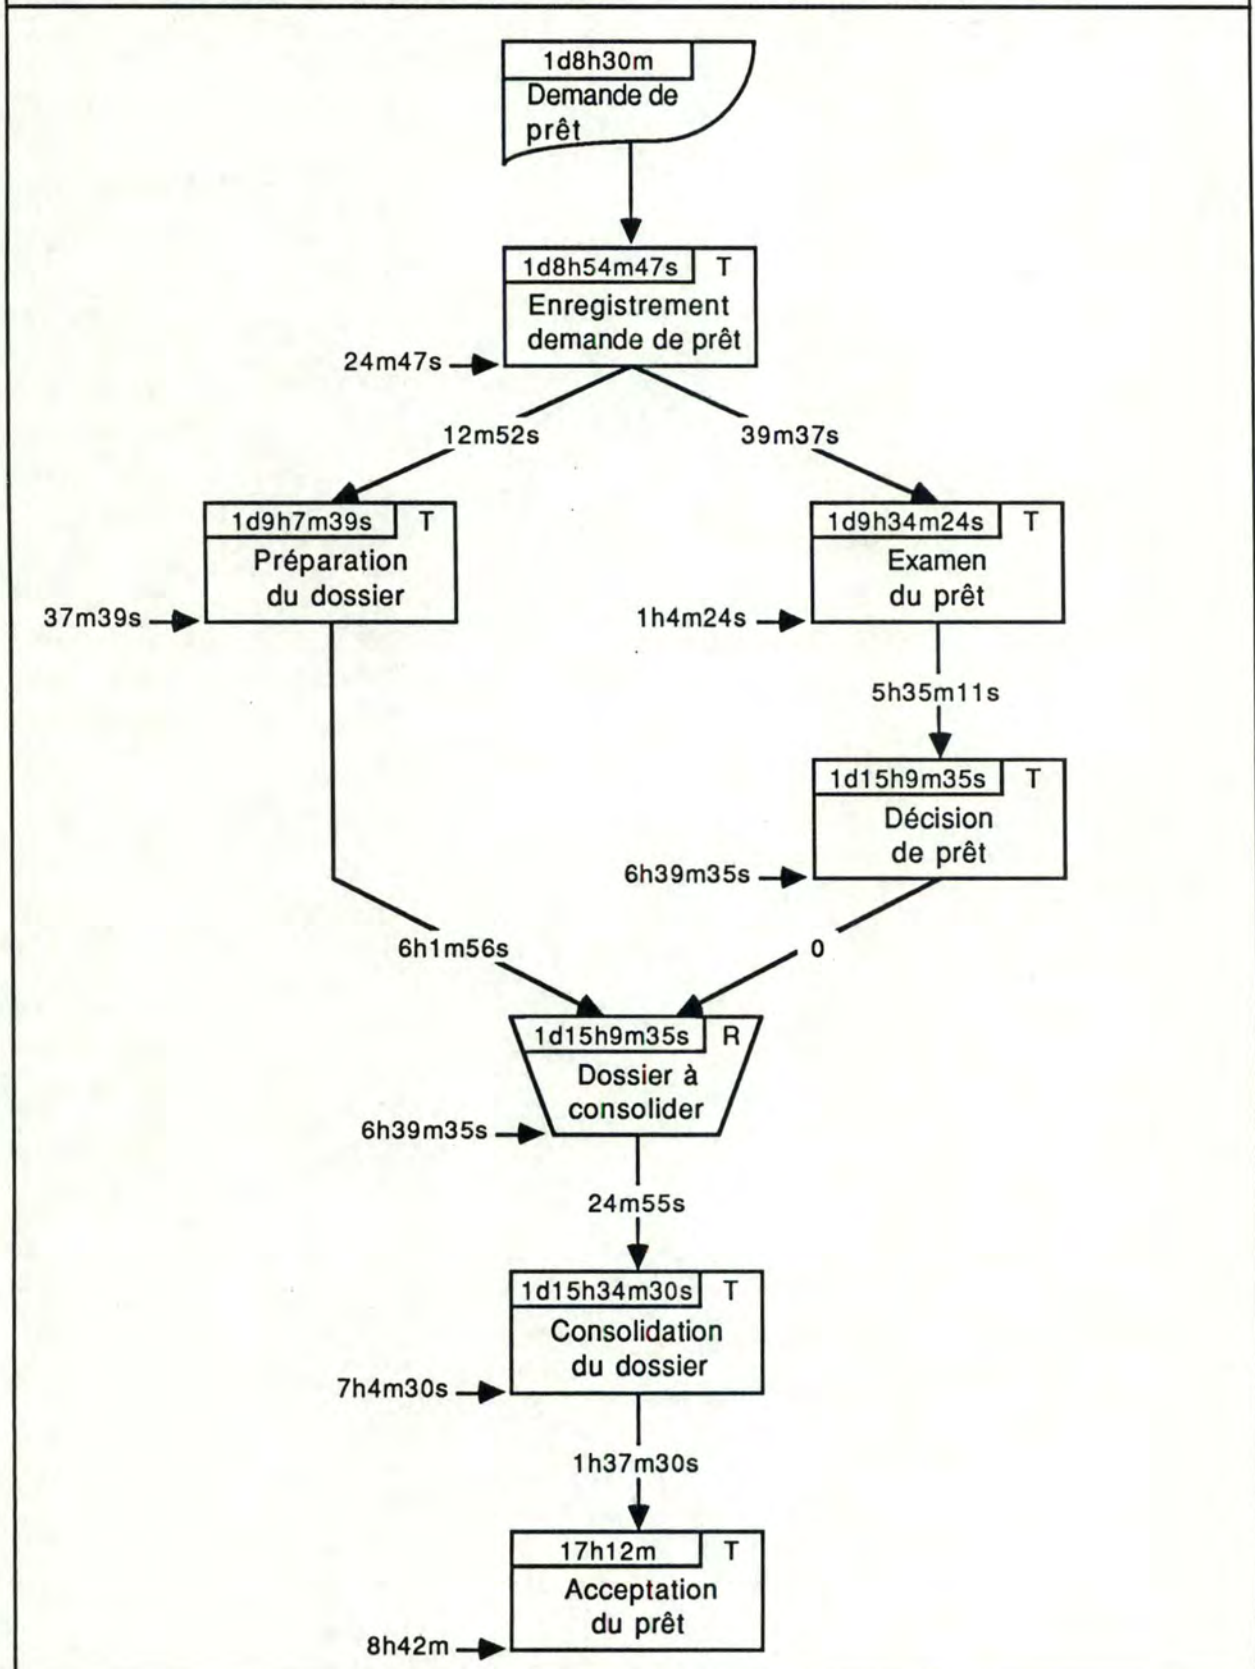 1d8h30m
Demande de
prêt
1d8h54m47s T
Enregistrement
demande de prêt
24m47s
12m52s
39m37s
1d9h7m39s T
Préparation
du dossier
37m39s
1d9h34m24s T
Examen
du prêt
1h4m24s
5h35m11s
1d15h9m35s T
Décision
de prêt
6h39m35s
6h1m56s
0
1d15h9m35s R
Dossier à
consolider
6h39m35s
24m55s
1d15h34m30s T
Consolidation
du dossier
7h4m30s
1h37m30s
17h12m T
Acceptation
du prêt
8h42m